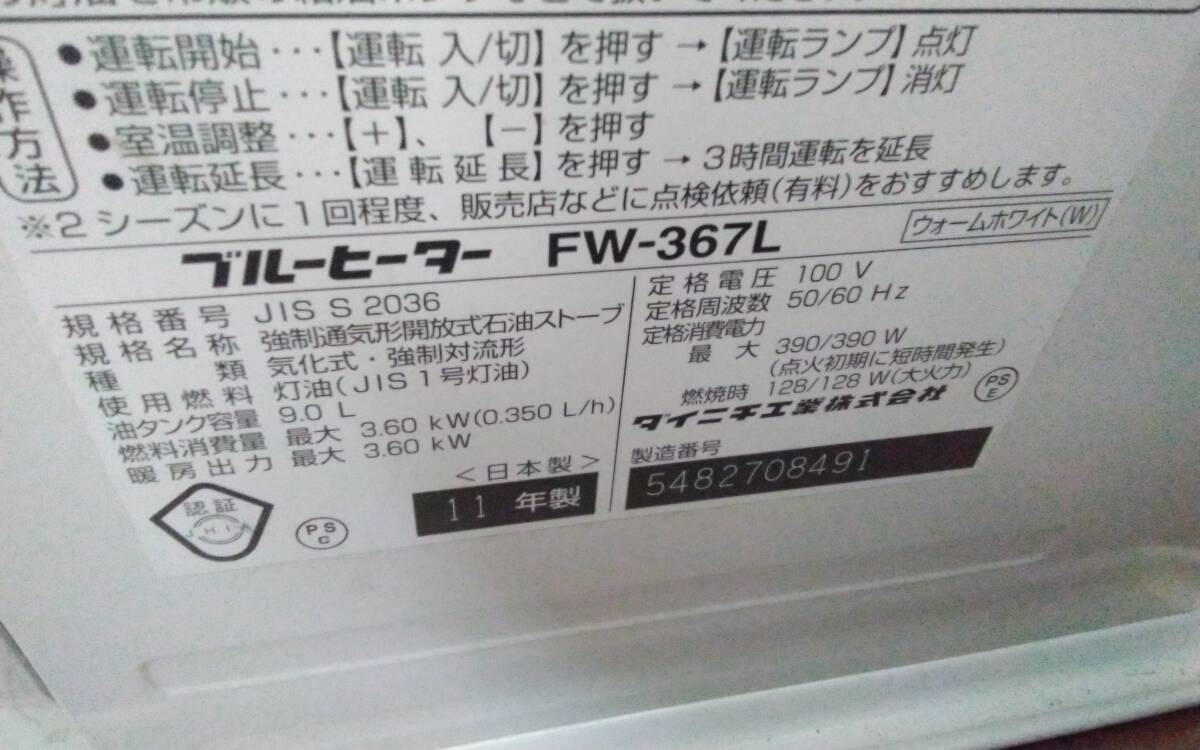 操作方法
●運転開始・・・【運転 入/切】を押す → 【運転ランプ】点灯
●運転停止・・・【運転 入/切】を押す → 【運転ランプ】消灯
●室温調整・・・【＋】、【－】を押す
●運転延長・・・【運転延長】を押す → 3時間運転を延長
※2シーズンに1回程度、販売店などに点検依頼(有料)をおすすめします。
ブルーヒーター FW-367L
ウォームホワイト(W)
規格番号 JIS S 2036
規格名称 強制通気形開放式石油ストーブ
種類 気化式・強制対流形
使用燃料 灯油(JIS1号灯油)
油タンク容量 9.0 L
燃料消費量 最大 3.60 kW(0.350 L/h)
暖房出力 最大 3.60 kW
<日本製>
11 年製
認証
JHIA
PS C
定格電圧 100 V
定格周波数 50/60 Hz
定格消費電力
最大 390/390 W
(点火初期に短時間発生)
燃焼時 128/128 W(大火力)
ダイニチ工業株式会社
PS E
製造番号
5482708491